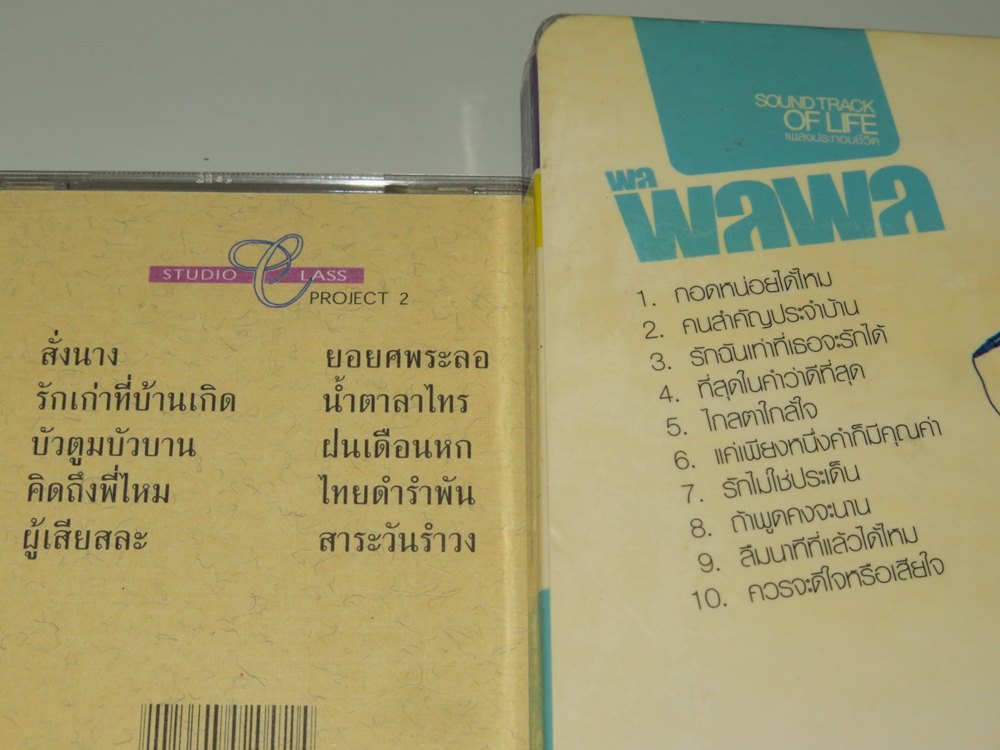 STUDIO CLASS
PROJECT 2
สั่งนาง
รักเก่าที่บ้านเกิด
บัวตูมบัวบาน
คิดถึงพี่ไหม
ผู้เสียสละ
ยอยศพระลอ
น้ำตาลาไทร
ฝนเดือนหก
ไทยดำรำพัน
สาระวันรำวง
SOUND TRACK
OF LIFE
เพลงประกอบชีวิต
พล
พลพล
1. กอดหน่อยได้ไหม
2. คนสำคัญประจำบ้าน
3. รักฉันเท่าที่เธอจะรักได้
4. ที่สุดในคำว่าดีที่สุด
5. ไกลตาใกล้ใจ
6. แค่เพียงหนึ่งคำก็มีคุณค่า
7. รักไม่ใช่ประเด็น
8. ถ้าพูดคงจะนาน
9. ลืมนาทีที่แล้วได้ไหม
10. ควรจะดีใจหรือเสียใจ